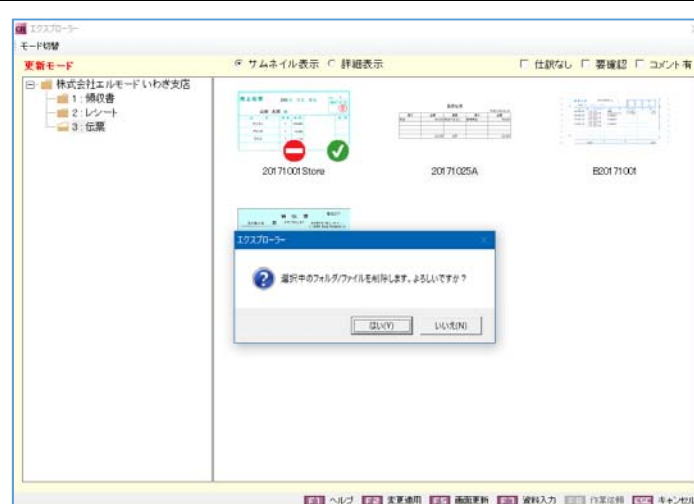 エクスプローラー
モード切替
更新モード
サムネイル表示 詳細表示
仕訳なし 要確認 コメント有
株式会社エルモード いわぎ支店
1 : 領収書
2 : レシート
3 : 伝票
20171001Store
20171025A
B20171001
エクスプローラー
選択中のフォルダ/ファイルを削除します。よろしいですか?
はい(Y) いいえ(N)
F1 ヘルプ 変更適用 F5 画面更新 資料入力 作業依頼 ESC キャンセル